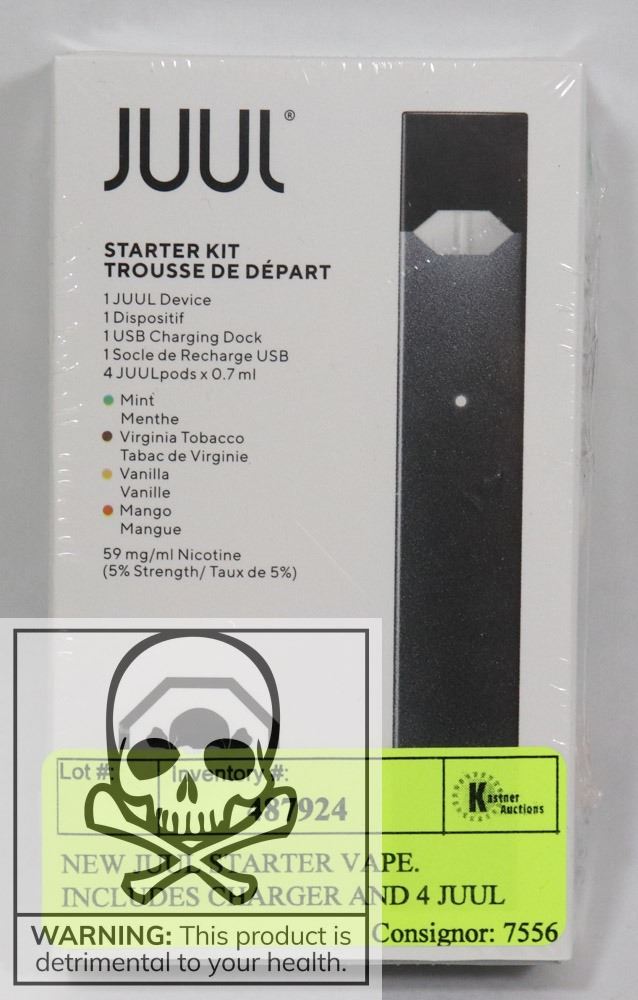 JUUL®
STARTER KIT
TROUSSE DE DÉPART
1 JUUL Device
1 Dispositif
1 USB Charging Dock
1 Socle de Recharge USB
4 JUULpods x 0.7 ml
Mint
Menthe
Virginia Tobacco
Tabac de Virginie
Vanilla
Vanille
Mango
Mangue
59 mg/ml Nicotine
(5% Strength/ Taux de 5%)
Lot #:
Inventory #:
487924
Kastner
Auctions
NEW JUUL STARTER VAPE.
INCLUDES CHARGER AND 4 JUUL
Consignor: 7556
WARNING: This product is
detrimental to your health.